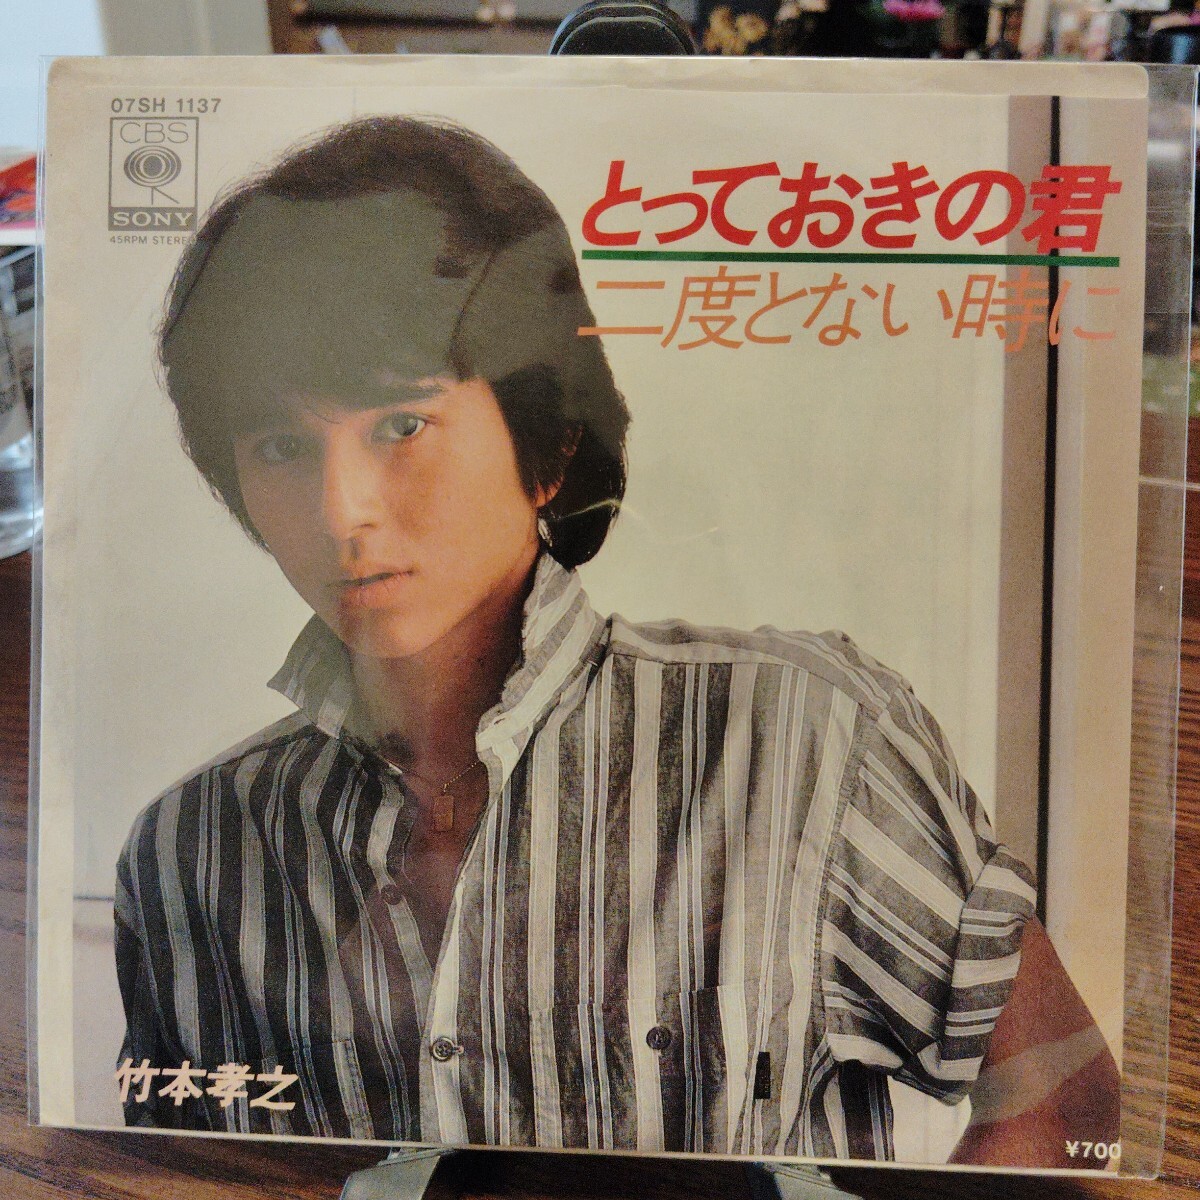 07SH 1137
CBS
SONY
45RPM STEREO
とっておきの君
二度とない時に
竹本孝之
¥700